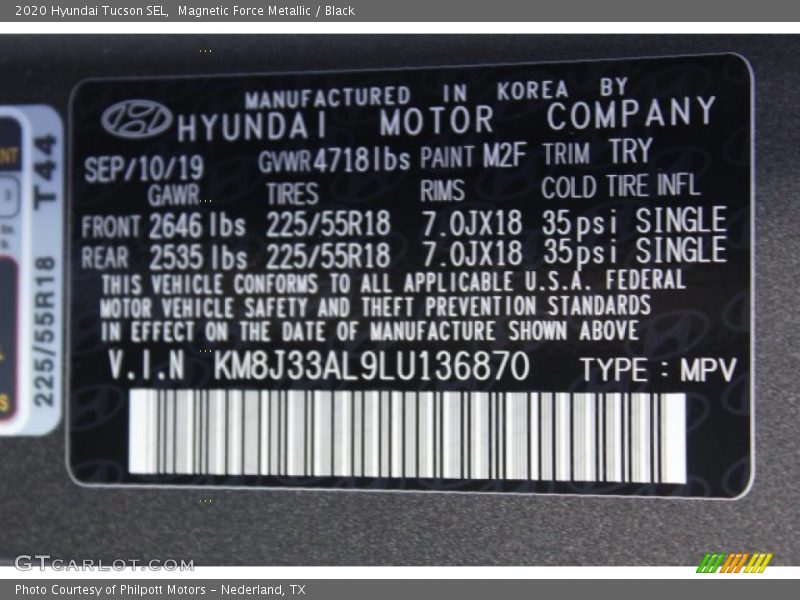 2020 Hyundai Tucson SEL, Magnetic Force Metallic / Black
MANUFACTURED IN KOREA BY
HYUNDAI MOTOR COMPANY
SEP/10/19 GVWR4718lbs PAINT M2F TRIM TRY
GAWR TIRES RIMS COLD TIRE INFL
FRONT 2646 lbs 225/55R18 7.0JX18 35psi SINGLE
REAR 2535 lbs 225/55R18 7.0JX18 35psi SINGLE
THIS VEHICLE CONFORMS TO ALL APPLICABLE U.S.A. FEDERAL
MOTOR VEHICLE SAFETY AND THEFT PREVENTION STANDARDS
IN EFFECT ON THE DATE OF MANUFACTURE SHOWN ABOVE
V.I.N KM8J33AL9LU136870 TYPE : MPV
T44
225/55R18
GTCARLOT.COM
Photo Courtesy of Philpott Motors - Nederland, TX